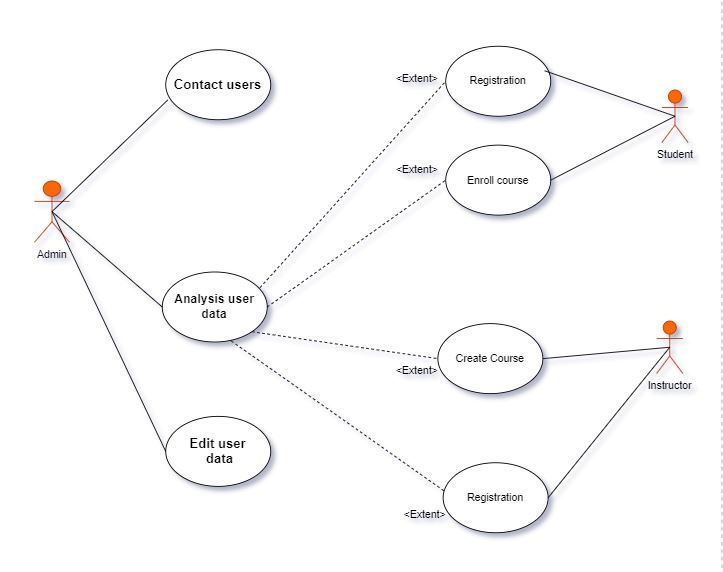 Contact users
<Extent>
Registration
Student
<Extent>
Enroll course
Admin
Analysis user
data
Create Course
<Extent>
Instructor
Edit user
data
Registration
<Extent>